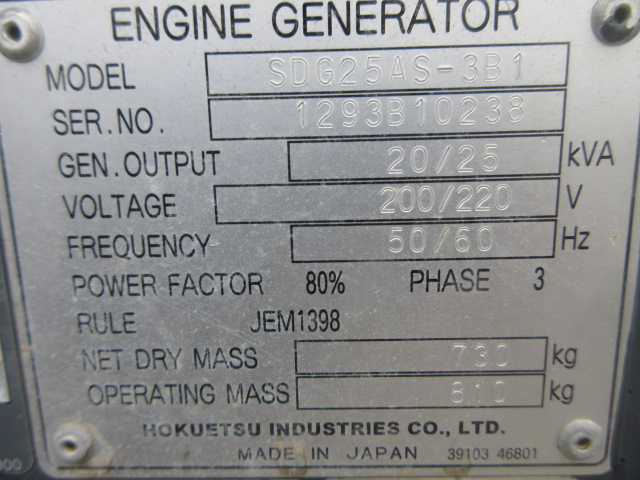 ENGINE GENERATOR
MODEL SDG25AS-3B1
SER.NO. 1293B10238
GEN.OUTPUT 20/25 kVA
VOLTAGE 200/220 V
FREQUENCY 50/60 Hz
POWER FACTOR 80% PHASE 3
RULE JEM1398
NET DRY MASS 730 kg
OPERATING MASS 810 kg
HOKUETSU INDUSTRIES CO., LTD.
MADE IN JAPAN 39103 46801